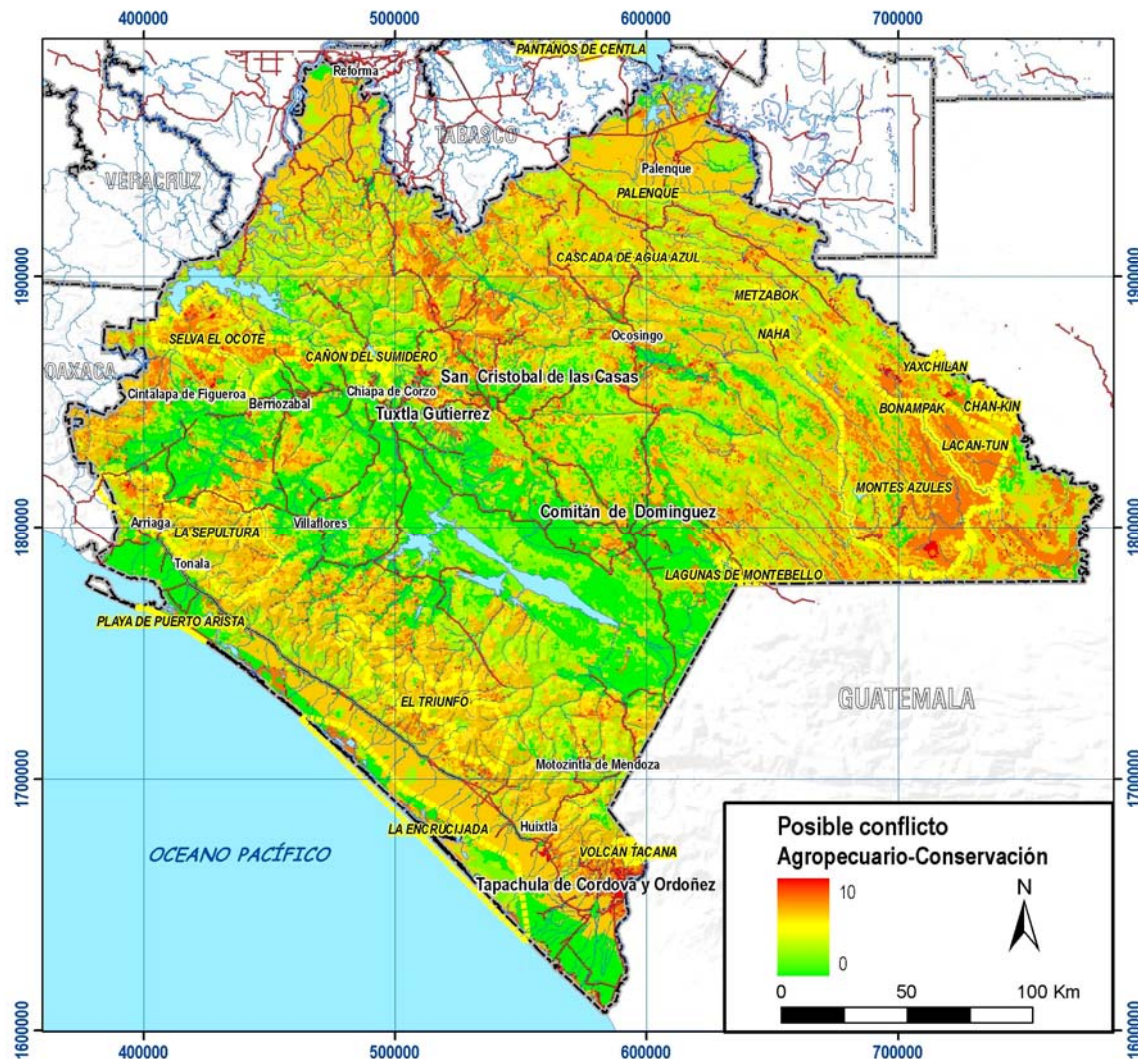 400000
500000
600000
700000
PANTANOS DE CENTLA
Reforma
TABASCO
VERACRUZ
Palenque
PALENQUE
CASCADA DE AGUA AZUL
1900000
1900000
METZABOK
SELVA EL OCOTE
Ocosingo
NAHA
CAÑON DEL SUMIDERO
YAXCHILAN
OAXACA
San Cristobal de las Casas
Cintalapa de Figueroa
Chiapa de Corzo
Berriozabal
BONAMPAK
CHAN-KIN
Tuxtla Gutierrez
LACAN-TUN
MONTES AZULES
Comitán de Domínguez
1800000
1800000
Arriaga
LA SEPULTURA
Villaflores
Tonala
LAGUNAS DE MONTEBELLO
PLAYA DE PUERTO ARISTA
EL TRIUNFO
GUATEMALA
Motozintla de Mendoza
1700000
1700000
LA ENCRUCIJADA
Huixtla
OCEANO PACÍFICO
VOLCAN TACANA
Tapachula de Cordova y Ordoñez
Posible conflicto
Agropecuario-Conservación
10
0
N
0
50
100 Km
1600000
1600000
400000
500000
600000
700000